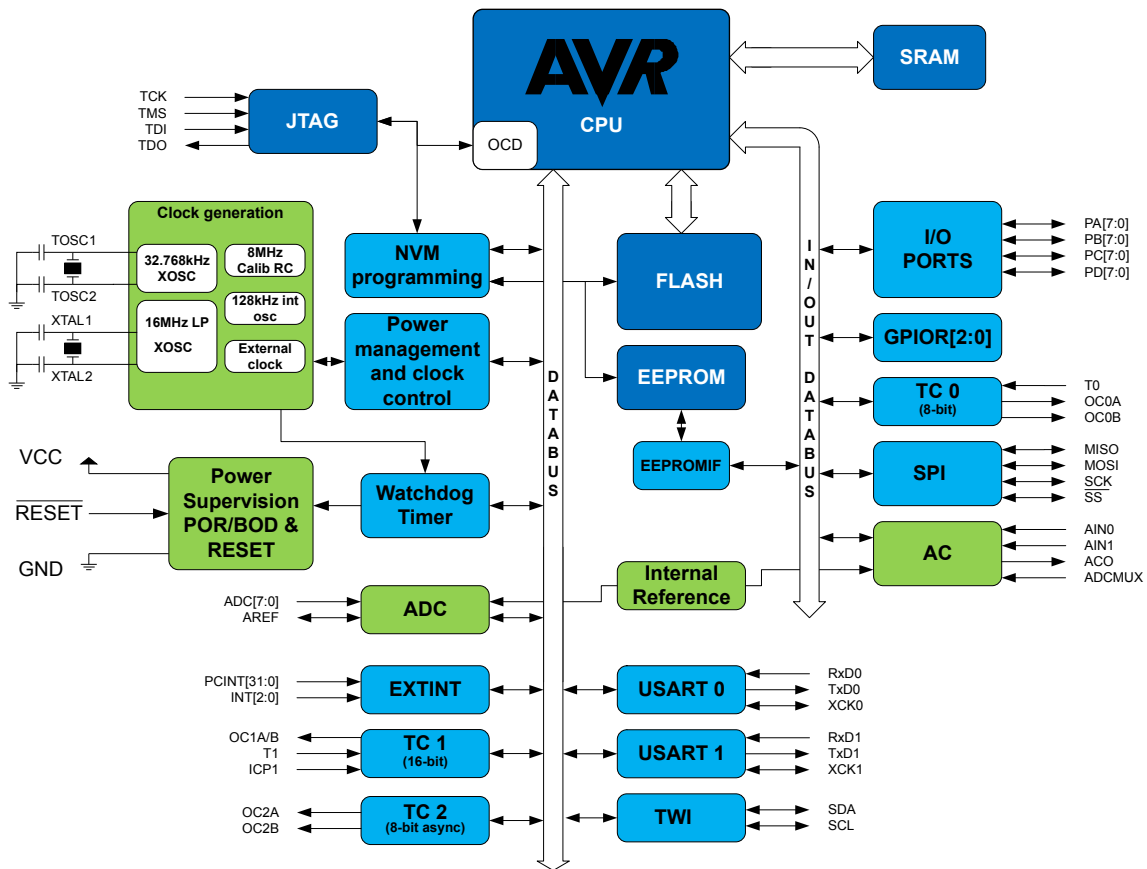 AVR
CPU
OCD
SRAM
TCK
TMS
TDI
TDO
JTAG
Clock generation
TOSC1
TOSC2
32.768kHz
XOSC
8MHz
Calib RC
128kHz int
osc
XTAL1
XTAL2
16MHz LP
XOSC
External
clock
NVM
programming
Power
management
and clock
control
FLASH
EEPROM
EEPROMIF
DATABUS
IN/OUT DATABUS
I/O
PORTS
PA[7:0]
PB[7:0]
PC[7:0]
PD[7:0]
GPIOR[2:0]
TC 0
(8-bit)
T0
OC0A
OC0B
SPI
MISO
MOSI
SCK
SS
AC
AIN0
AIN1
ACO
ADCMUX
VCC
RESET
GND
Power
Supervision
POR/BOD &
RESET
Watchdog
Timer
Internal
Reference
ADC[7:0]
AREF
ADC
PCINT[31:0]
INT[2:0]
EXTINT
USART 0
RxD0
TxD0
XCK0
OC1A/B
T1
ICP1
TC 1
(16-bit)
USART 1
RxD1
TxD1
XCK1
OC2A
OC2B
TC 2
(8-bit async)
TWI
SDA
SCL